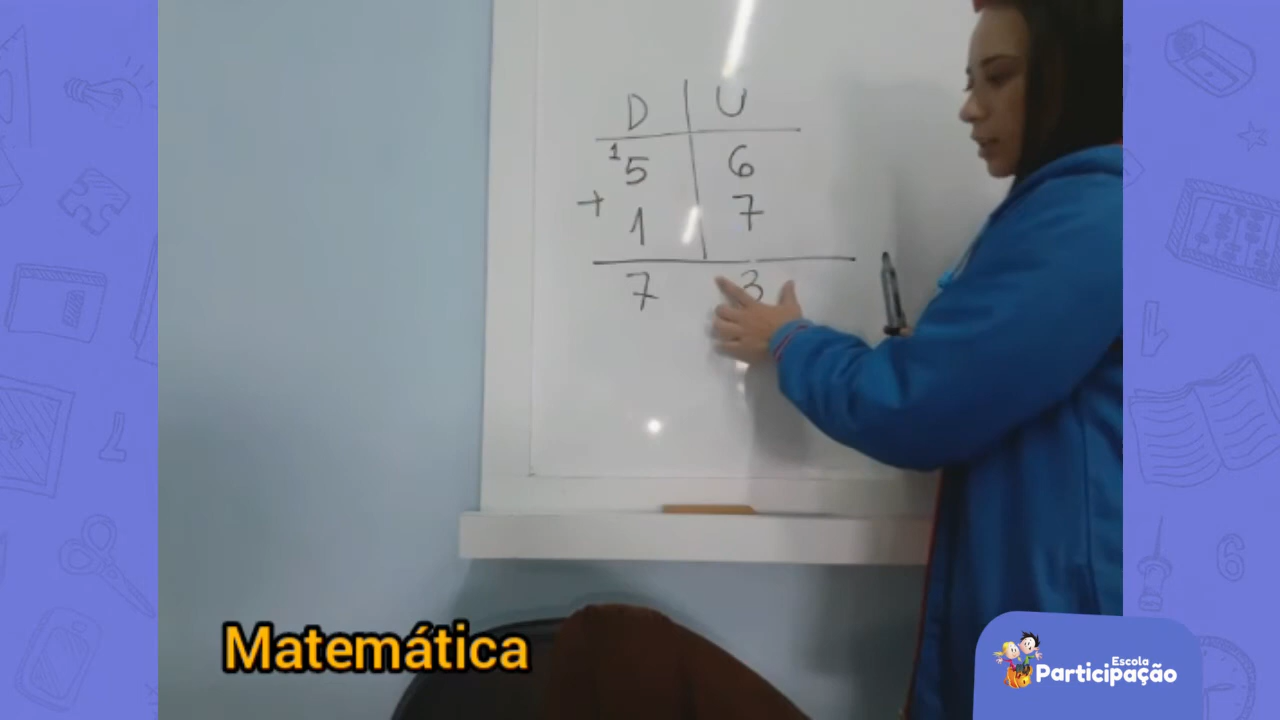 D U
1
5 6
+
1 7
7 3
Matemática
Escola
Participação